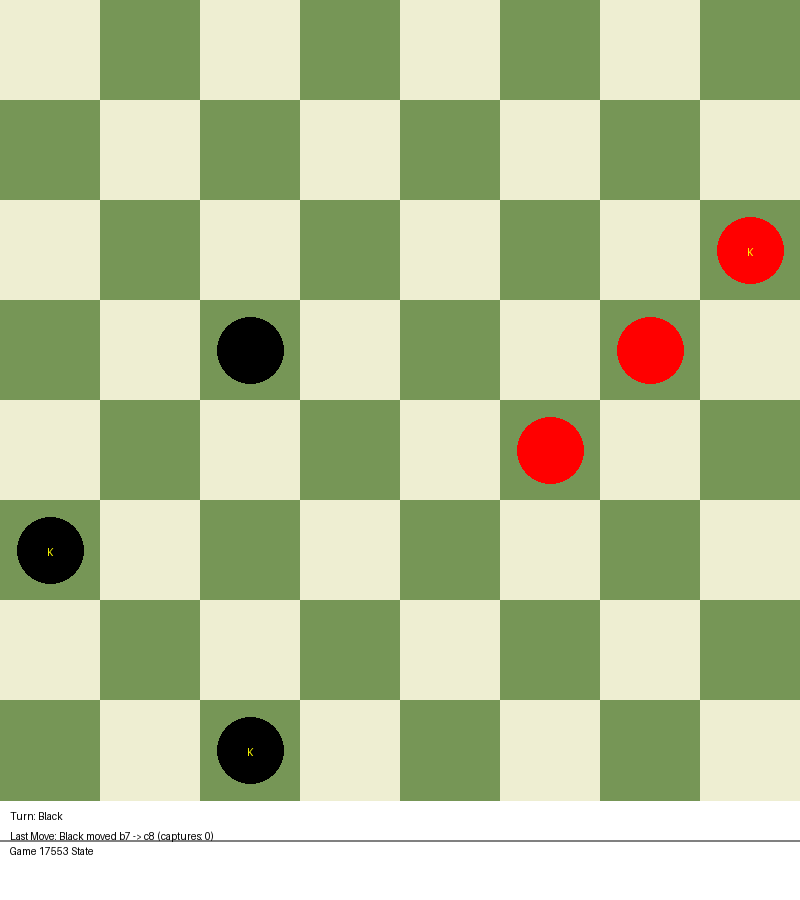 K
K
K
Turn: Black
Last Move: Black moved b7 -> c8 (captures: 0)
Game 17553 State